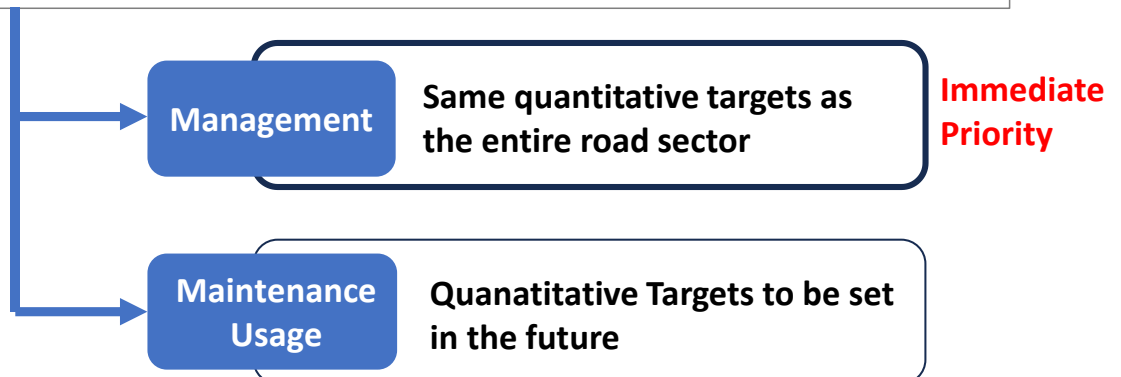 Management
Same quantitative targets as
the entire road sector
Immediate
Priority
Maintenance
Usage
Quanatitative Targets to be set
in the future